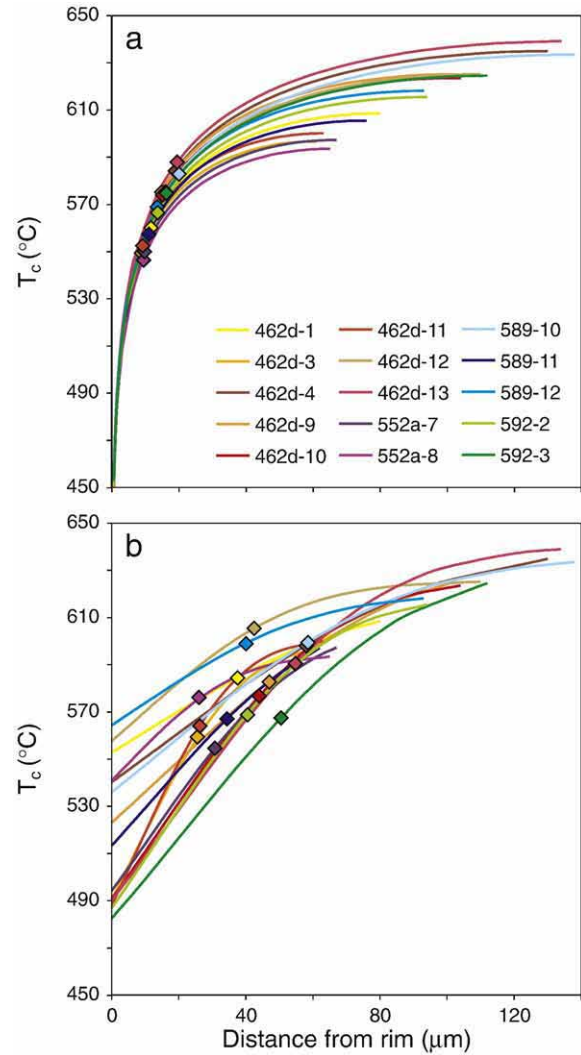 650
a
610
570
Tc (°C)
530
490
450
462d-1 462d-11 589-10
462d-3 462d-12 589-11
462d-4 462d-13 589-12
462d-9 552a-7 592-2
462d-10 552a-8 592-3
650
b
610
570
Tc (°C)
530
490
450
0 40 80 120
Distance from rim (μm)